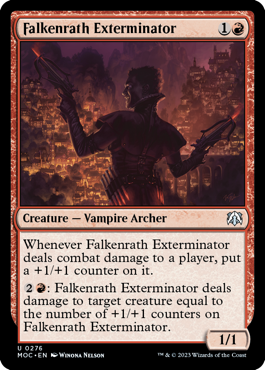 Falkenrath Exterminator 1
Creature — Vampire Archer
Whenever Falkenrath Exterminator
deals combat damage to a player, put
a +1/+1 counter on it.
2 : Falkenrath Exterminator deals
damage to target creature equal to
the number of +1/+1 counters on
Falkenrath Exterminator.
1/1
U 0276
MOC • EN Winona Nelson
™ & © 2023 Wizards of the Coast